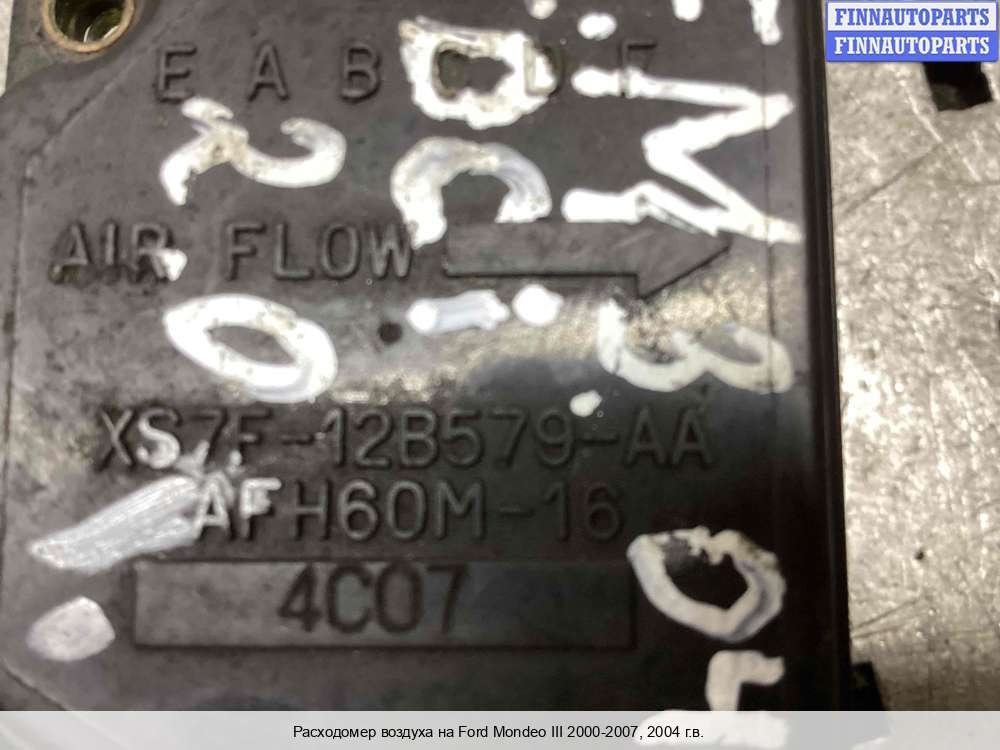 FINNAUTOPARTS
FINNAUTOPARTS
E A B C D F
AIR FLOW
XS7F-12B579-AA
AFH60M-16
4C07
Расходомер воздуха на Ford Mondeo III 2000-2007, 2004 г.в.